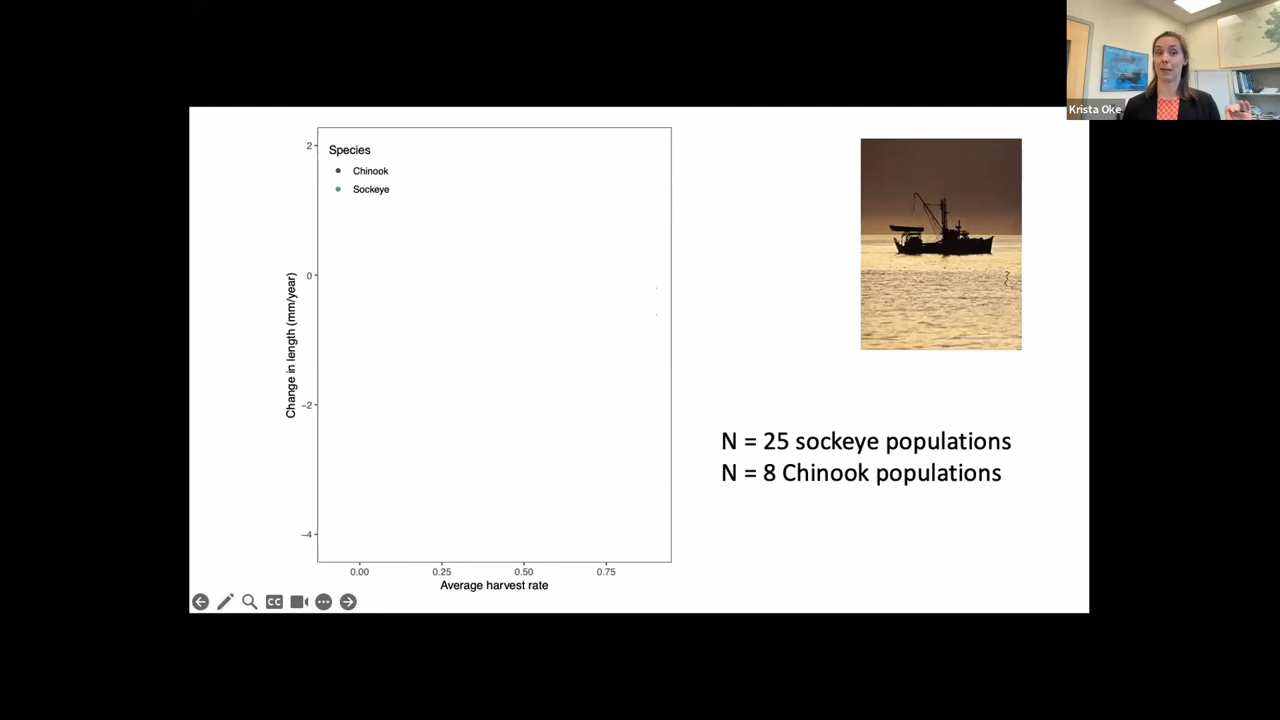 Krista Oke
Species
Chinook
Sockeye
2
0
−2
−4
Change in length (mm/year)
0.00
0.25
0.50
0.75
Average harvest rate
N = 25 sockeye populations
N = 8 Chinook populations
CC